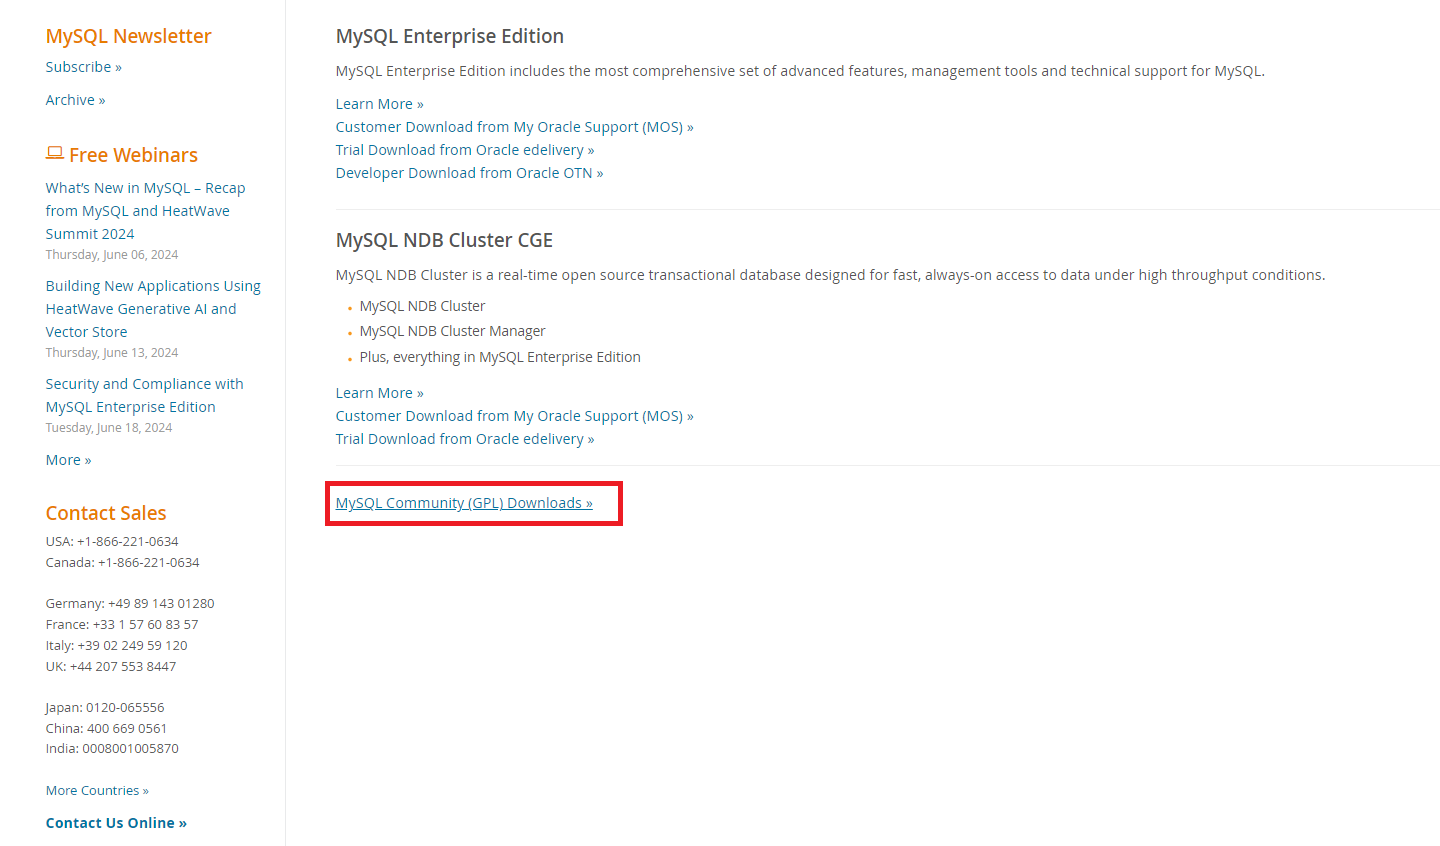 MySQL Newsletter
Subscribe »
Archive »
Free Webinars
What's New in MySQL – Recap
from MySQL and HeatWave
Summit 2024
Thursday, June 06, 2024
Building New Applications Using
HeatWave Generative AI and
Vector Store
Thursday, June 13, 2024
Security and Compliance with
MySQL Enterprise Edition
Tuesday, June 18, 2024
More »
Contact Sales
USA: +1-866-221-0634
Canada: +1-866-221-0634
Germany: +49 89 143 01280
France: +33 1 57 60 83 57
Italy: +39 02 249 59 120
UK: +44 207 553 8447
Japan: 0120-065556
China: 400 669 0561
India: 0008001005870
More Countries »
Contact Us Online »
MySQL Enterprise Edition
MySQL Enterprise Edition includes the most comprehensive set of advanced features, management tools and technical support for MySQL.
Learn More »
Customer Download from My Oracle Support (MOS) »
Trial Download from Oracle edelivery »
Developer Download from Oracle OTN »
MySQL NDB Cluster CGE
MySQL NDB Cluster is a real-time open source transactional database designed for fast, always-on access to data under high throughput conditions.
• MySQL NDB Cluster
• MySQL NDB Cluster Manager
• Plus, everything in MySQL Enterprise Edition
Learn More »
Customer Download from My Oracle Support (MOS) »
Trial Download from Oracle edelivery »
MySQL Community (GPL) Downloads »